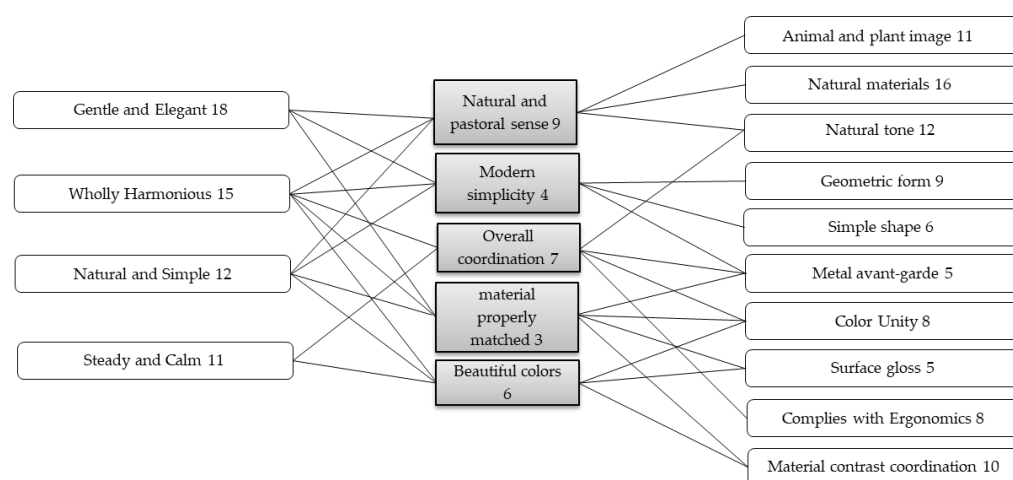 Gentle and Elegant 18
Wholly Harmonious 15
Natural and Simple 12
Steady and Calm 11
Natural and
pastoral sense 9
Modern
simplicity 4
Overall
coordination 7
material
properly
matched 3
Beautiful colors
6
Animal and plant image 11
Natural materials 16
Natural tone 12
Geometric form 9
Simple shape 6
Metal avant-garde 5
Color Unity 8
Surface gloss 5
Complies with Ergonomics 8
Material contrast coordination 10